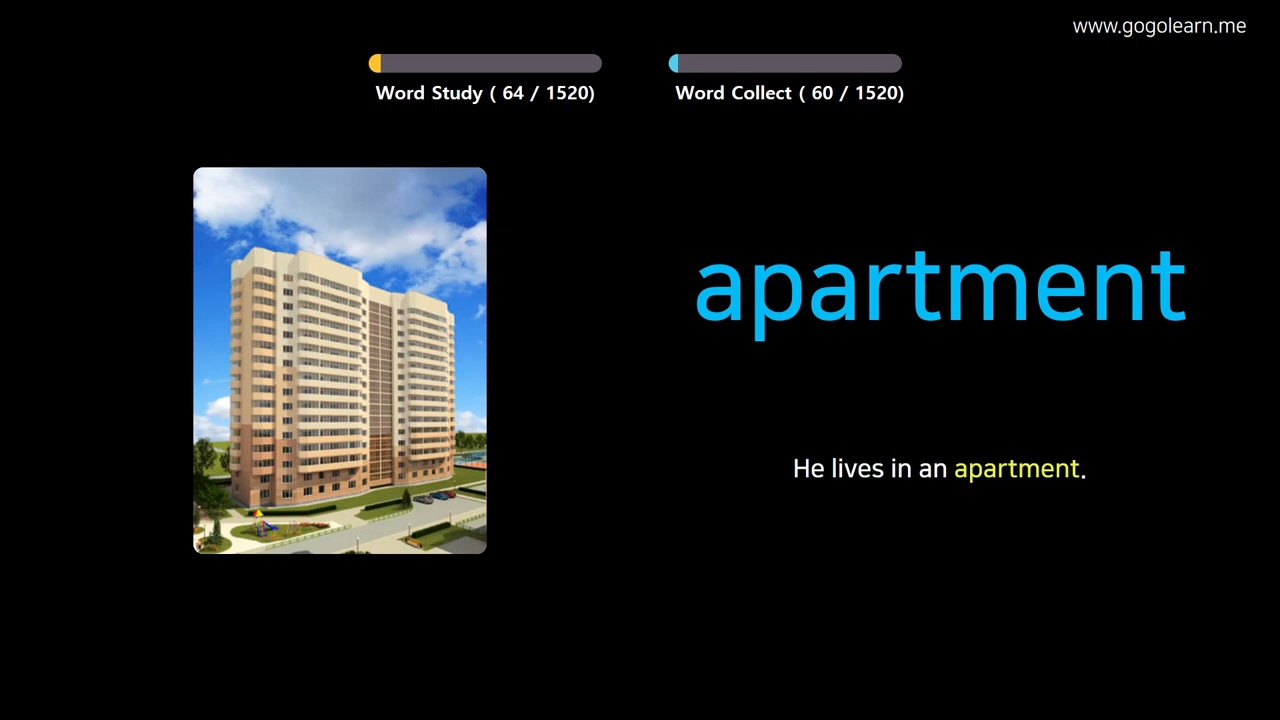 www.gogolearn.me
Word Study ( 64 / 1520)
Word Collect ( 60 / 1520)
apartment
He lives in an apartment.